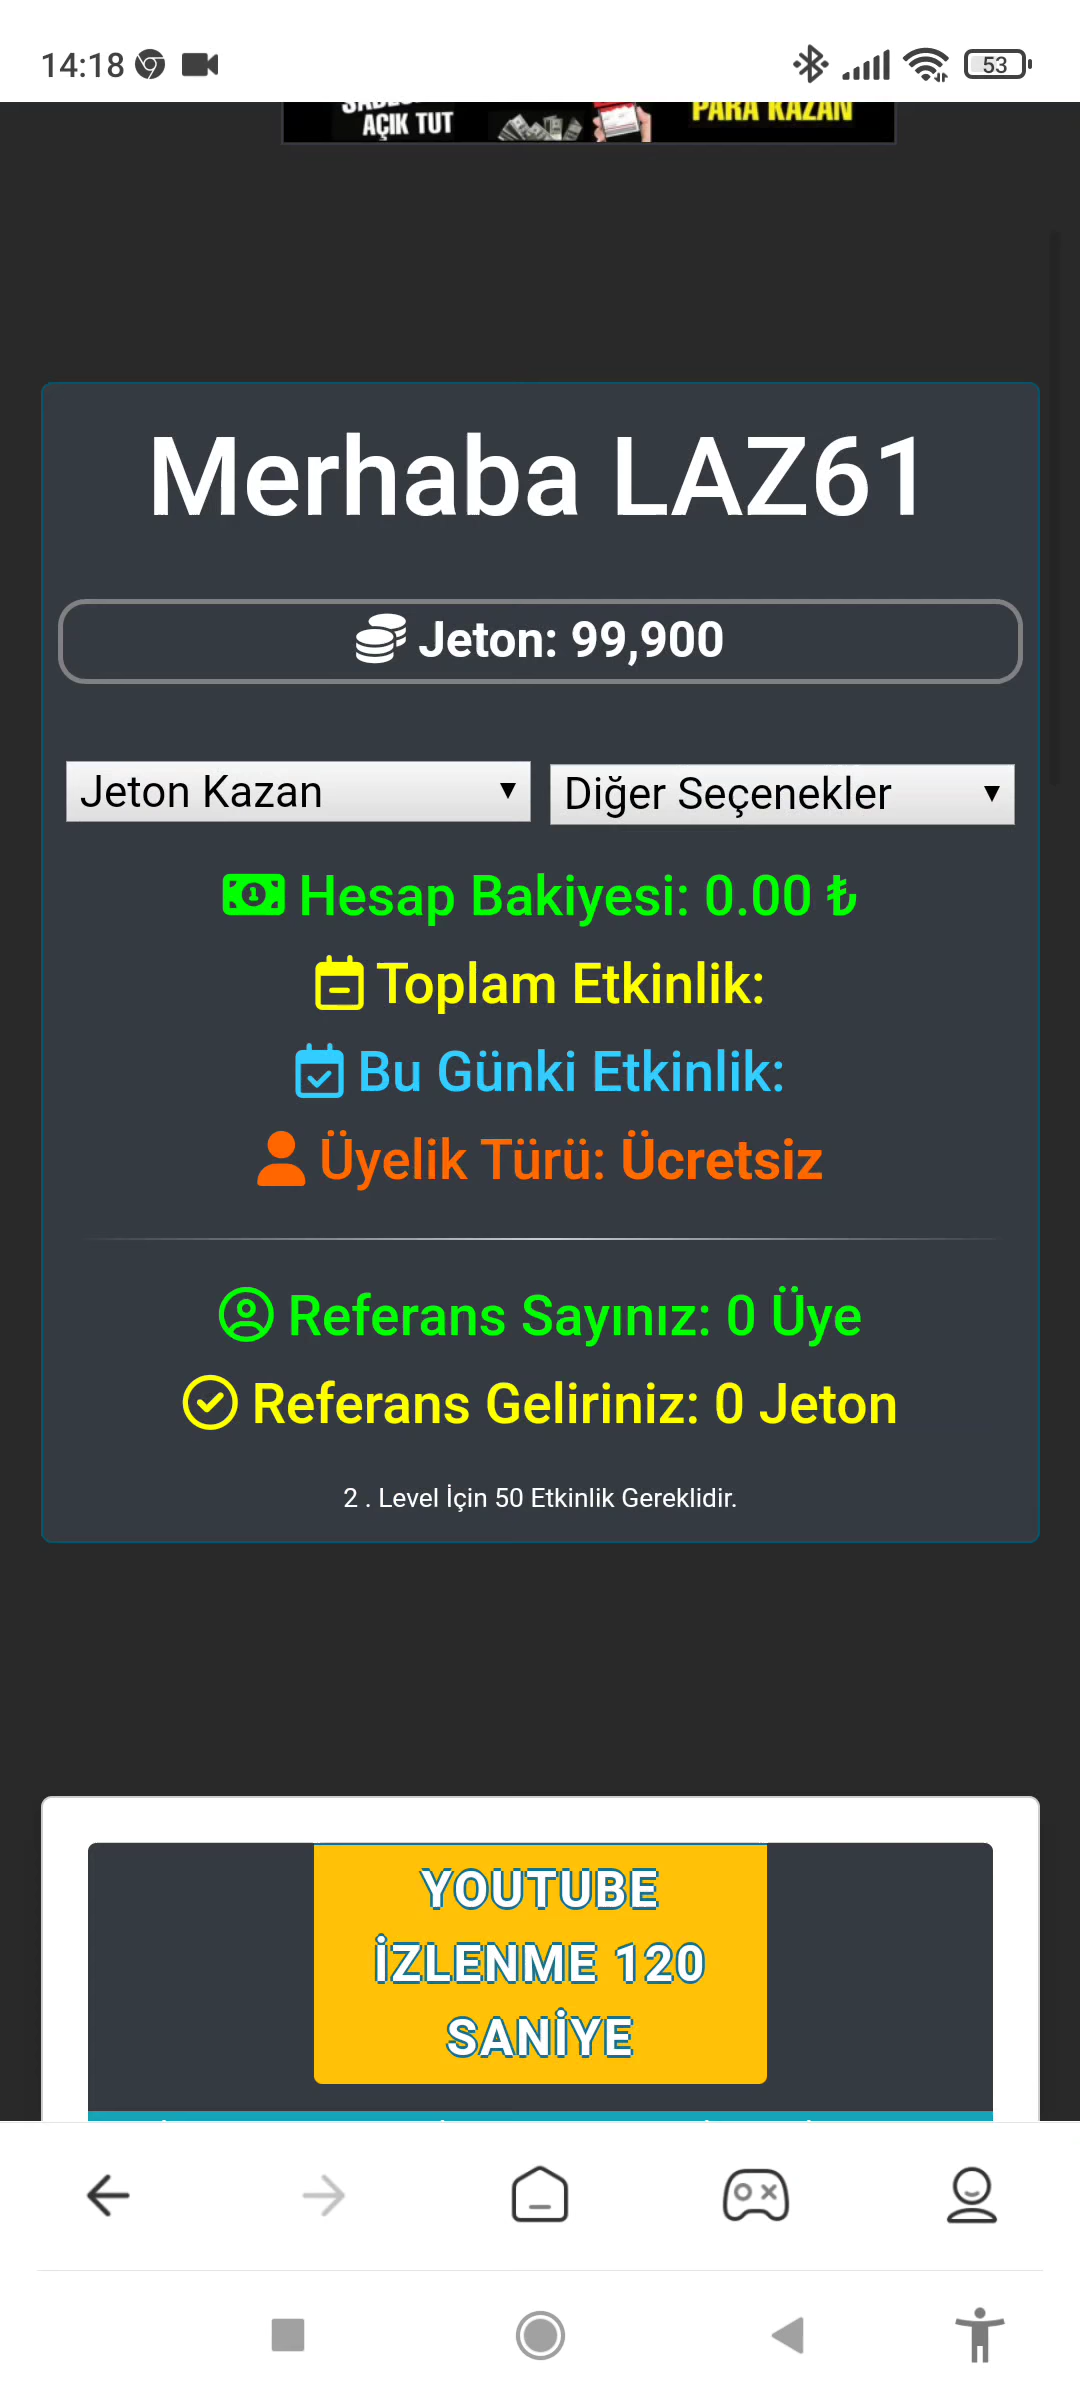 14:18
53
AÇIK TUT
PARA KAZAN
Merhaba LAZ61
Jeton: 99,900
Jeton Kazan
Diğer Seçenekler
Hesap Bakiyesi: 0.00 ₺
Toplam Etkinlik:
Bu Günki Etkinlik:
Üyelik Türü: Ücretsiz
Referans Sayınız: 0 Üye
Referans Geliriniz: 0 Jeton
2 . Level İçin 50 Etkinlik Gereklidir.
YOUTUBE
İZLENME 120
SANİYE